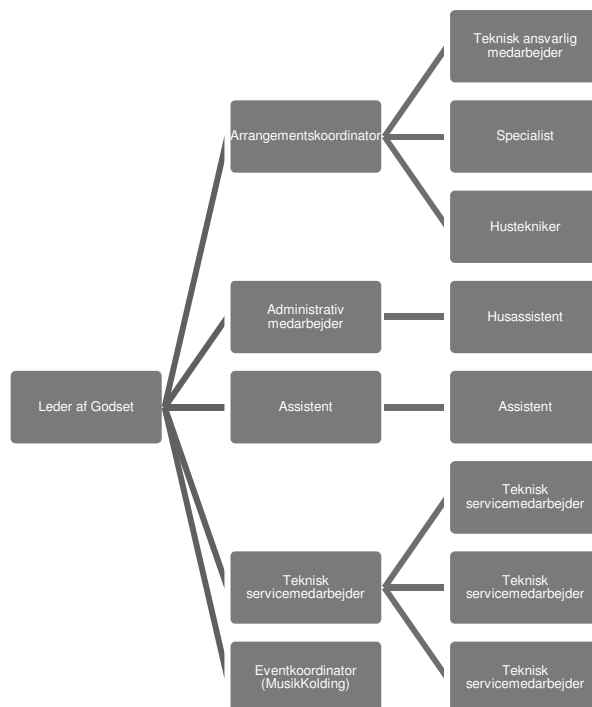 Teknisk ansvarlig
medarbejder
Arrangementskoordinator
Specialist
Hustekniker
Administrativ
medarbejder
Husassistent
Leder af Godset
Assistent
Assistent
Teknisk
servicemedarbejder
Teknisk
servicemedarbejder
Teknisk
servicemedarbejder
Eventkoordinator
(MusikKolding)
Teknisk
servicemedarbejder